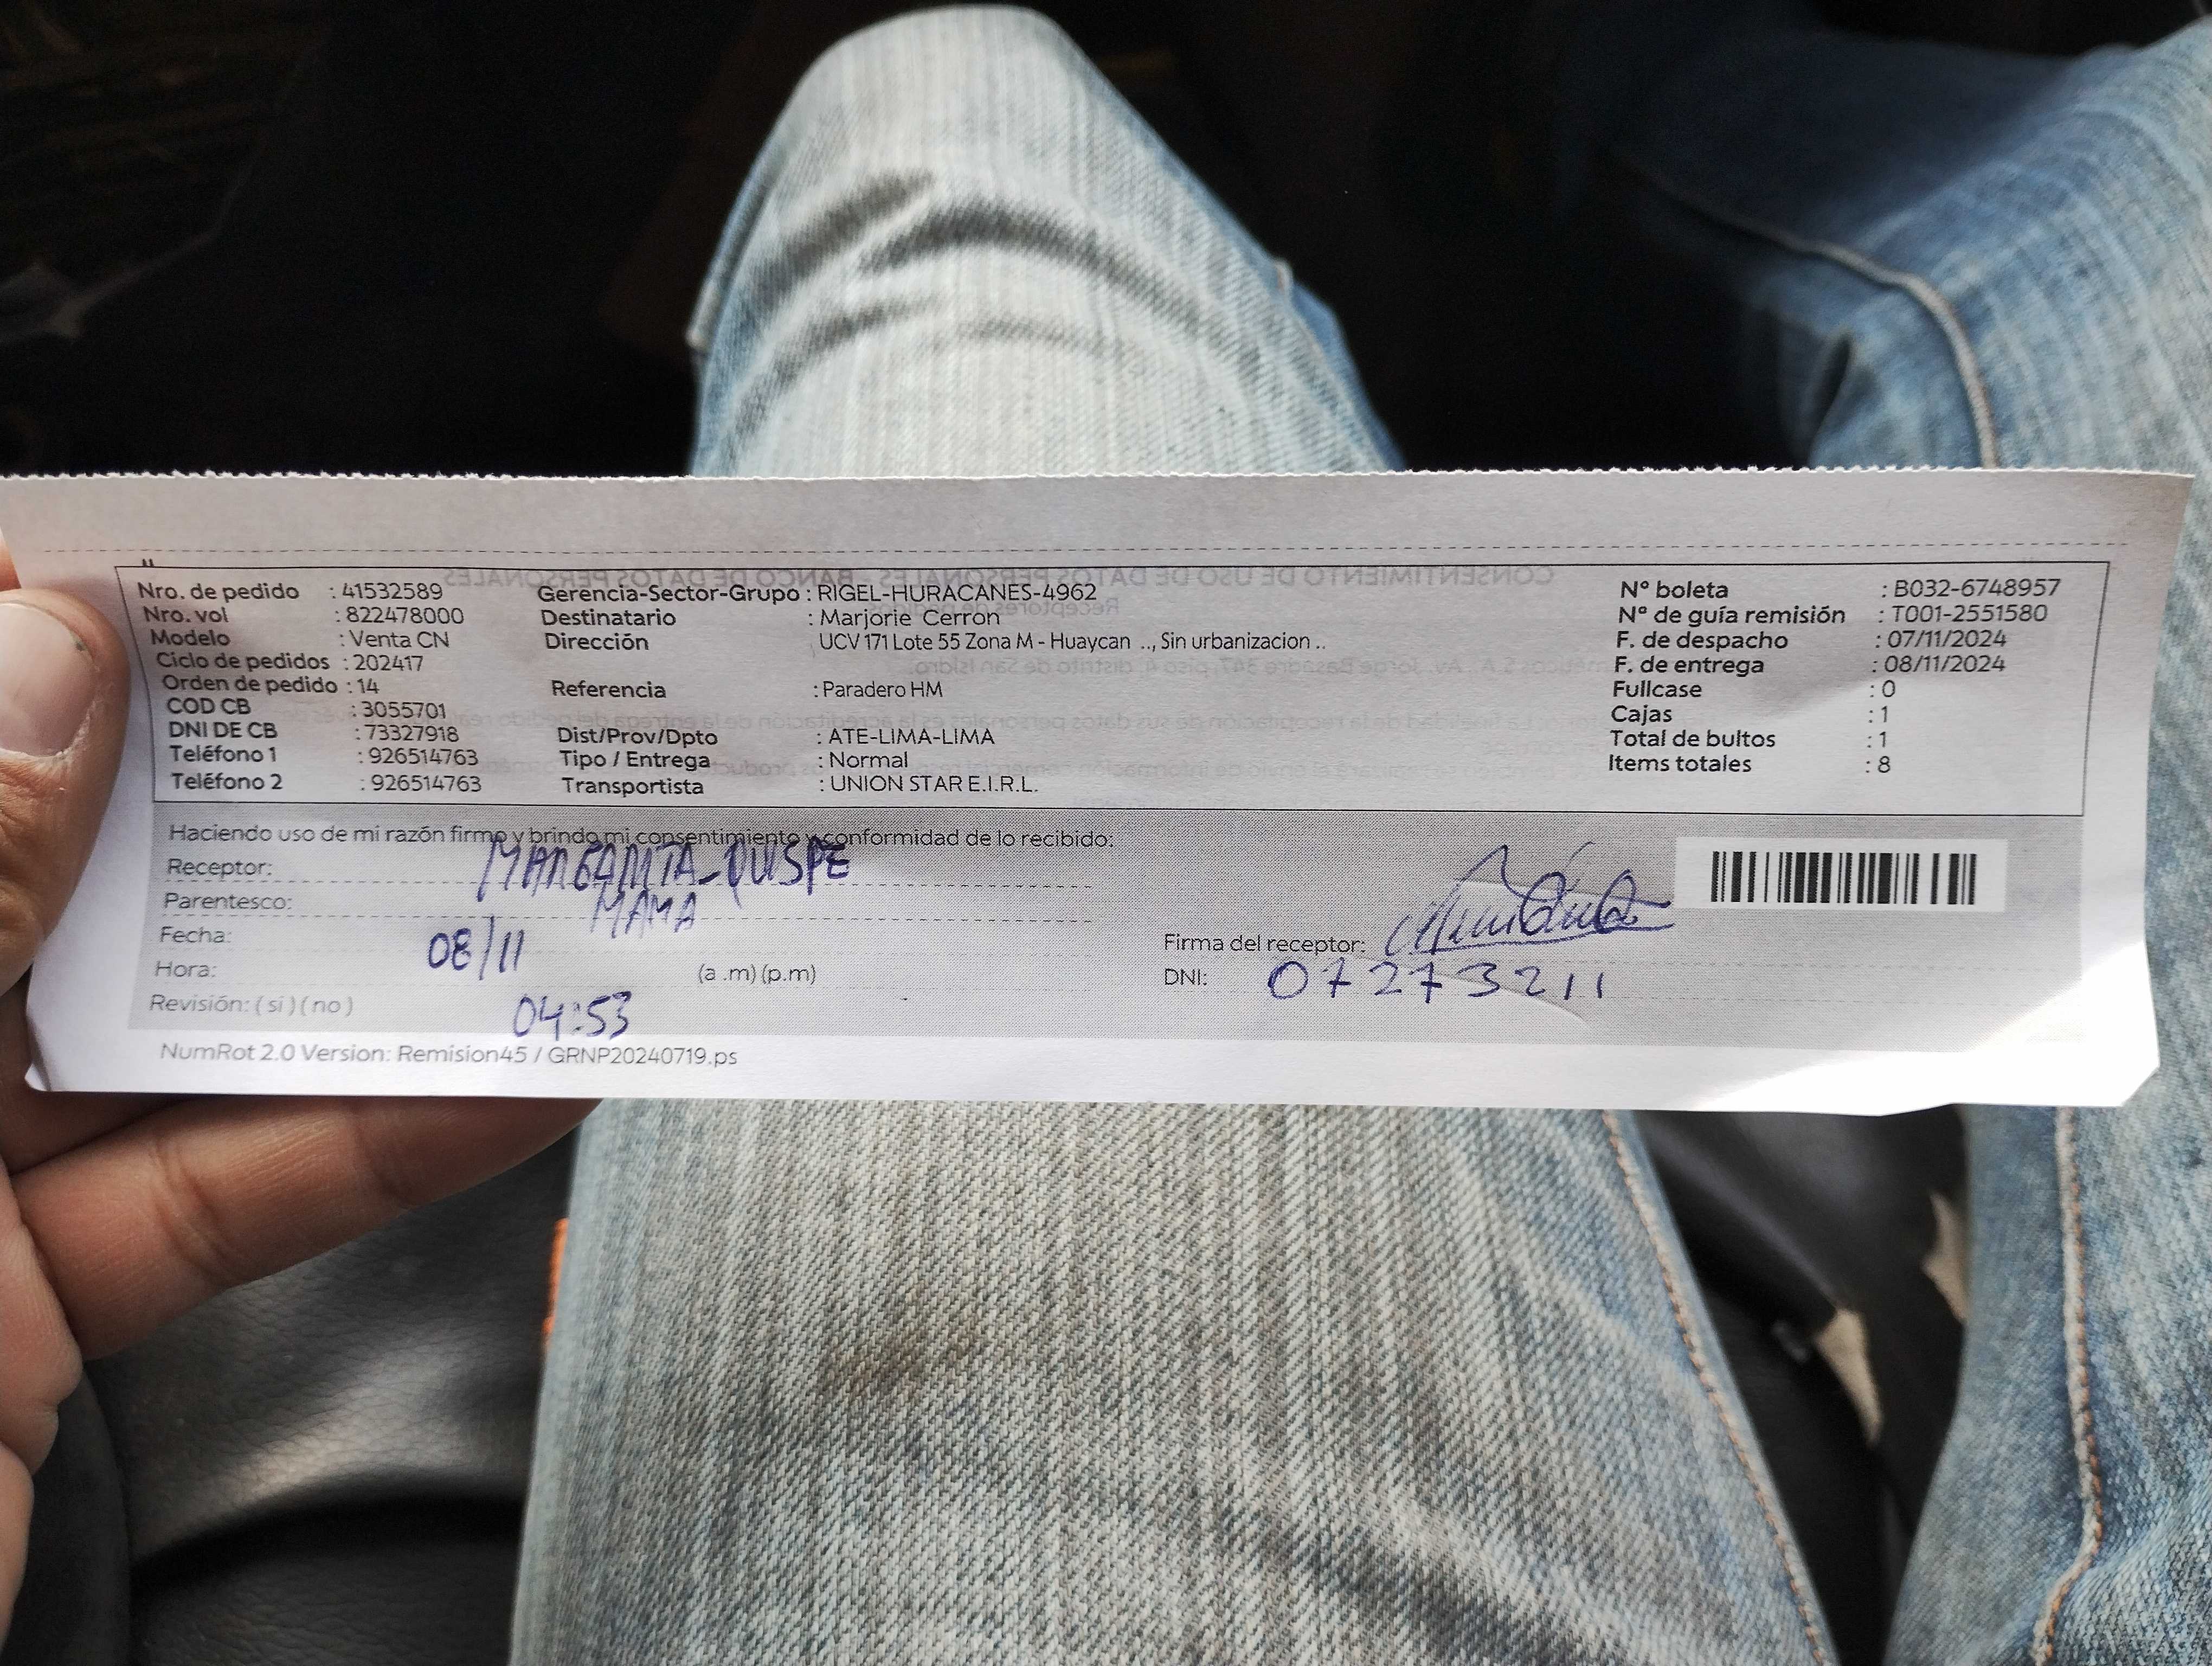 Nro. de pedido : 41532589
Nro. vol : 822478000
Modelo : Venta CN
Ciclo de pedidos : 202417
Orden de pedido : 14
COD CB : 3055701
DNI DE CB : 73327918
Teléfono 1 : 926514763
Teléfono 2 : 926514763
Gerencia-Sector-Grupo : RIGEL-HURACANES-4962
Destinatario : Marjorie Cerron
Dirección : UCV 171 Lote 55 Zona M - Huaycan .., Sin urbanizacion ..
Referencia : Paradero HM
Dist/Prov/Dpto : ATE-LIMA-LIMA
Tipo / Entrega : Normal
Transportista : UNION STAR E.I.R.L.
Nº boleta : B032-6748957
Nº de guía remisión : T001-2551580
F. de despacho : 07/11/2024
F. de entrega : 08/11/2024
Fullcase : 0
Cajas : 1
Total de bultos : 1
Items totales : 8
Haciendo uso de mi razón firmo y brindo mi consentimiento y conformidad de lo recibido:
Receptor: MARGARITA-QUISPE
Parentesco: MAMA
Fecha: 08/11
Hora: (a .m) (p.m)
Revisión: ( si ) ( no ) 04:53
Firma del receptor:
DNI: 07273211
NumRot 2.0 Version: Remision45 / GRNP20240719.ps